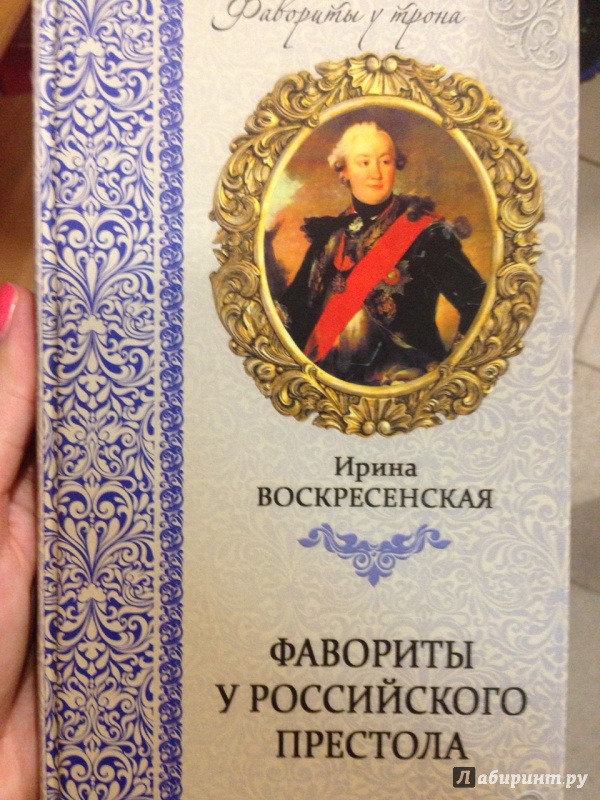 Фавориты у трона
Ирина
ВОСКРЕСЕНСКАЯ
ФАВОРИТЫ
У РОССИЙСКОГО
ПРЕСТОЛА
Лабиринт.ру